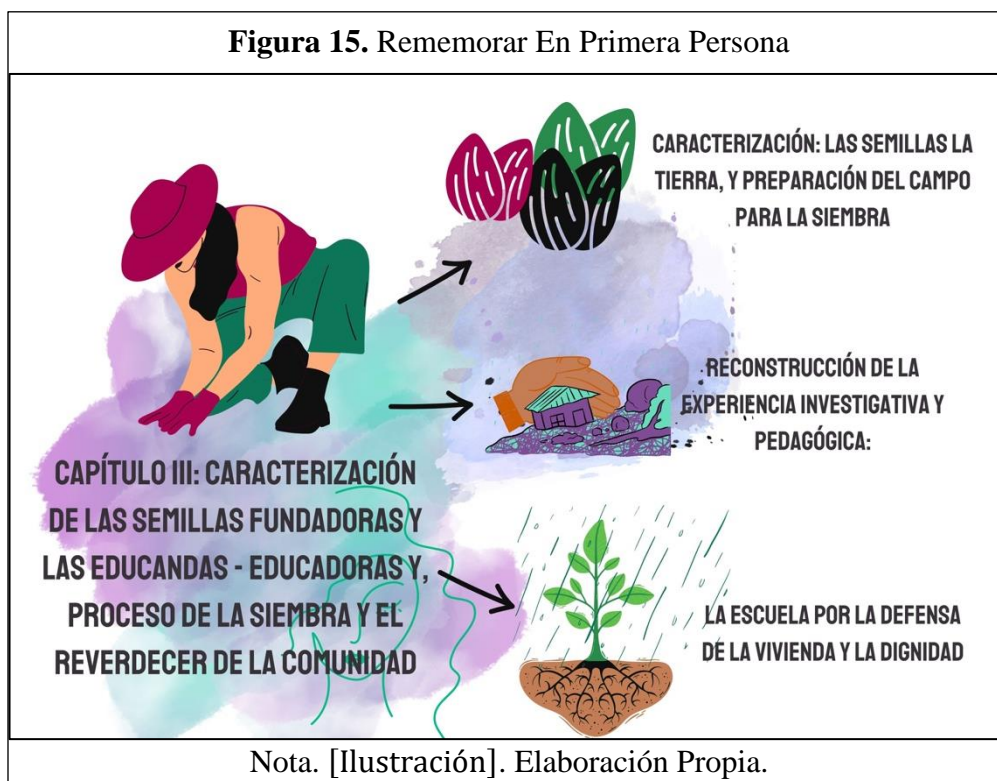 Figura 15. Rememorar En Primera Persona
CARACTERIZACIÓN: LAS SEMILLAS LA
TIERRA, Y PREPARACIÓN DEL CAMPO
PARA LA SIEMBRA
RECONSTRUCCIÓN DE LA
EXPERIENCIA INVESTIGATIVA Y
PEDAGÓGICA:
CAPÍTULO III: CARACTERIZACIÓN
DE LAS SEMILLAS FUNDADORAS Y
LAS EDUCANDAS - EDUCADORAS Y,
PROCESO DE LA SIEMBRA Y EL
REVERDECER DE LA COMUNIDAD
LA ESCUELA POR LA DEFENSA
DE LA VIVIENDA Y LA DIGNIDAD
Nota. [Ilustración]. Elaboración Propia.